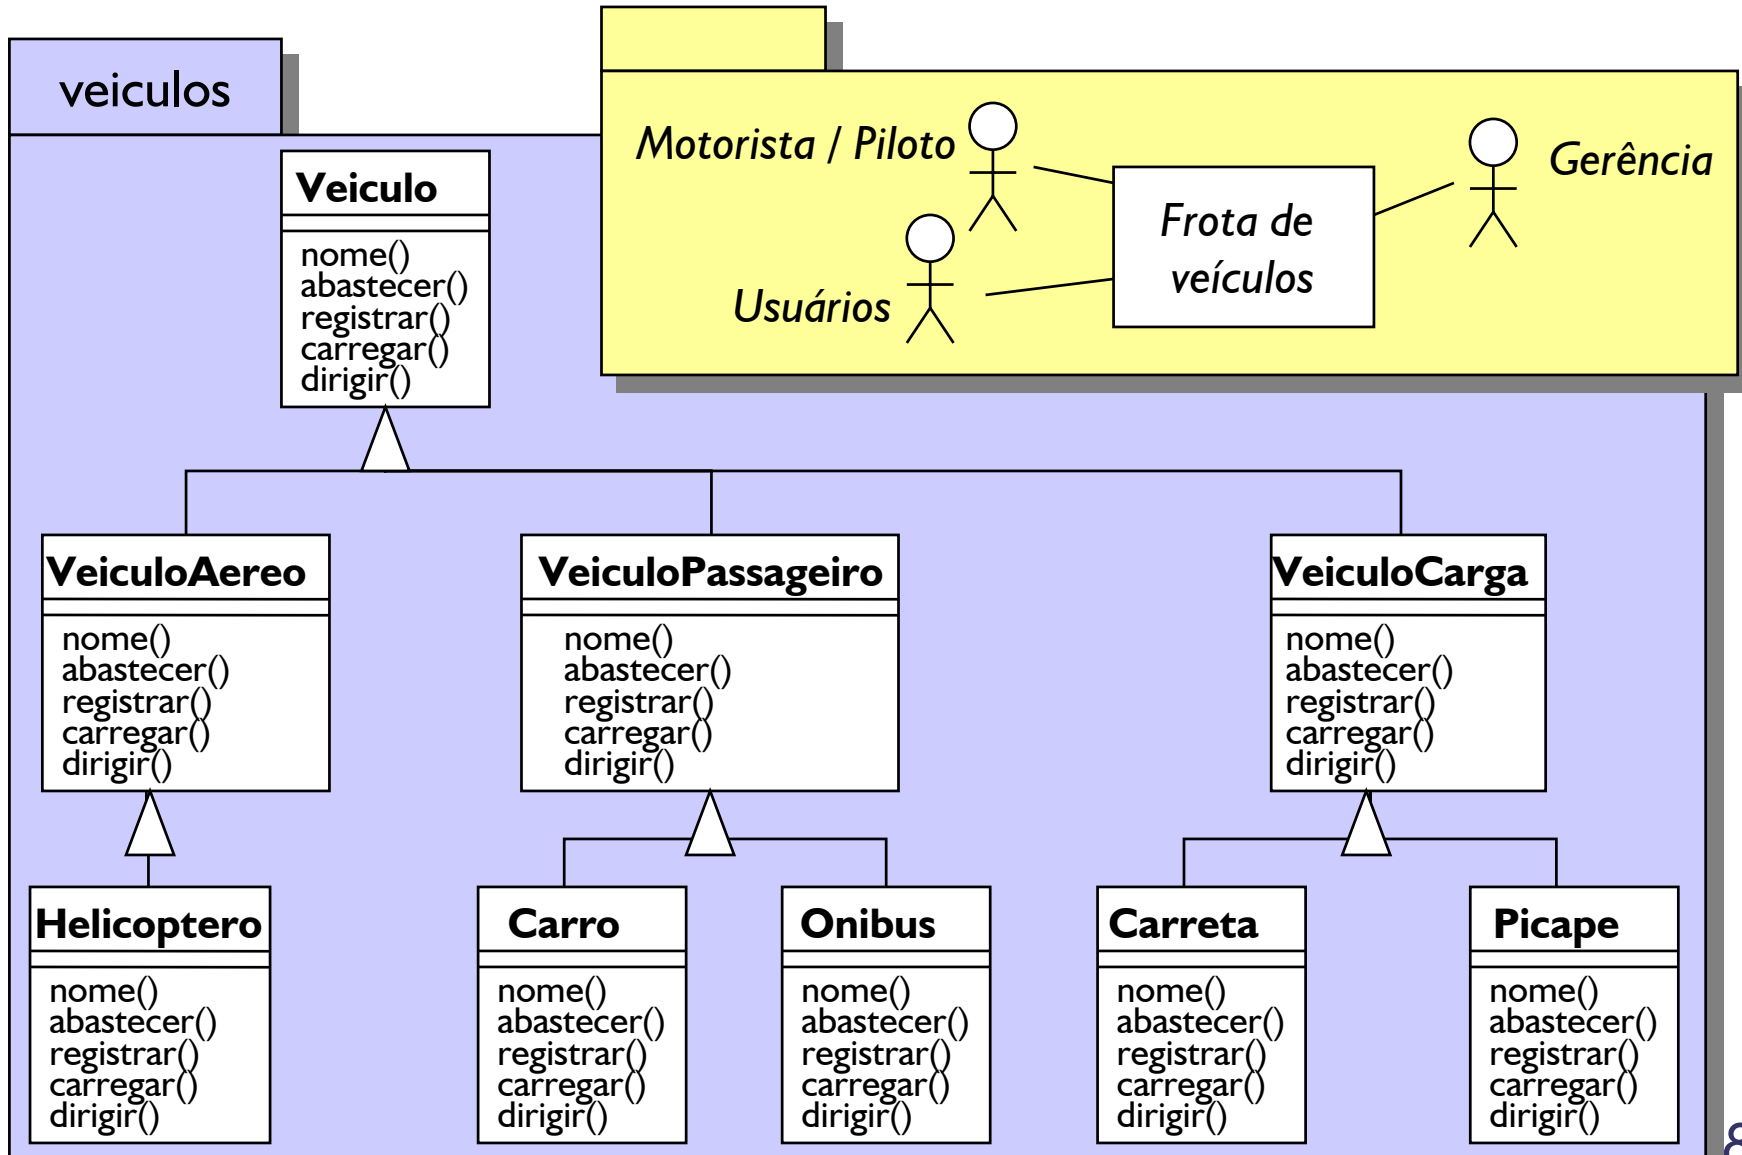 veiculos
Motorista / Piloto
Gerência
Frota de
veículos
Usuários
Veiculo
nome()
abastecer()
registrar()
carregar()
dirigir()
VeiculoAereo
nome()
abastecer()
registrar()
carregar()
dirigir()
VeiculoPassageiro
nome()
abastecer()
registrar()
carregar()
dirigir()
VeiculoCarga
nome()
abastecer()
registrar()
carregar()
dirigir()
Helicoptero
nome()
abastecer()
registrar()
carregar()
dirigir()
Carro
nome()
abastecer()
registrar()
carregar()
dirigir()
Onibus
nome()
abastecer()
registrar()
carregar()
dirigir()
Carreta
nome()
abastecer()
registrar()
carregar()
dirigir()
Picape
nome()
abastecer()
registrar()
carregar()
dirigir()